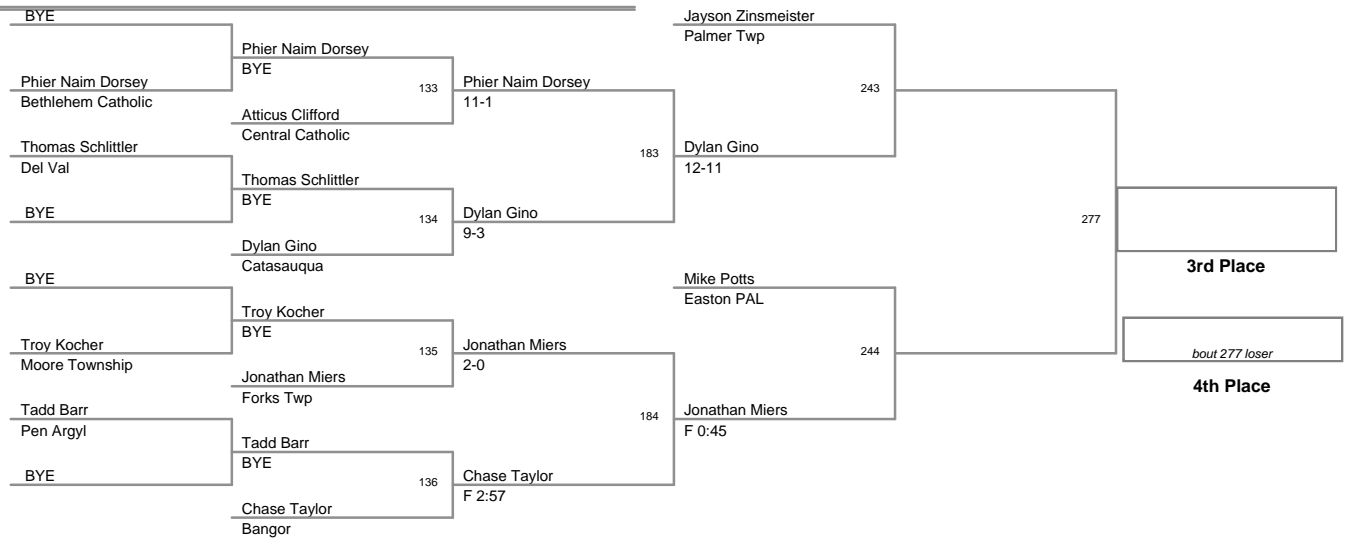 BYE
Phier Naim Dorsey
Bethlehem Catholic
Thomas Schlittler
Del Val
BYE
BYE
Troy Kocher
Moore Township
Tadd Barr
Pen Argyl
BYE
Phier Naim Dorsey
BYE
133
Atticus Clifford
Central Catholic
Thomas Schlittler
BYE
134
Dylan Gino
Catasauqua
Troy Kocher
BYE
135
Jonathan Miers
Forks Twp
Tadd Barr
BYE
136
Chase Taylor
Bangor
Phier Naim Dorsey
11-1
183
Dylan Gino
9-3
Jonathan Miers
2-0
184
Chase Taylor
F 2:57
Jayson Zinsmeister
Palmer Twp
243
Dylan Gino
12-11
Mike Potts
Easton PAL
244
Jonathan Miers
F 0:45
277
3rd Place
bout 277 loser
4th Place